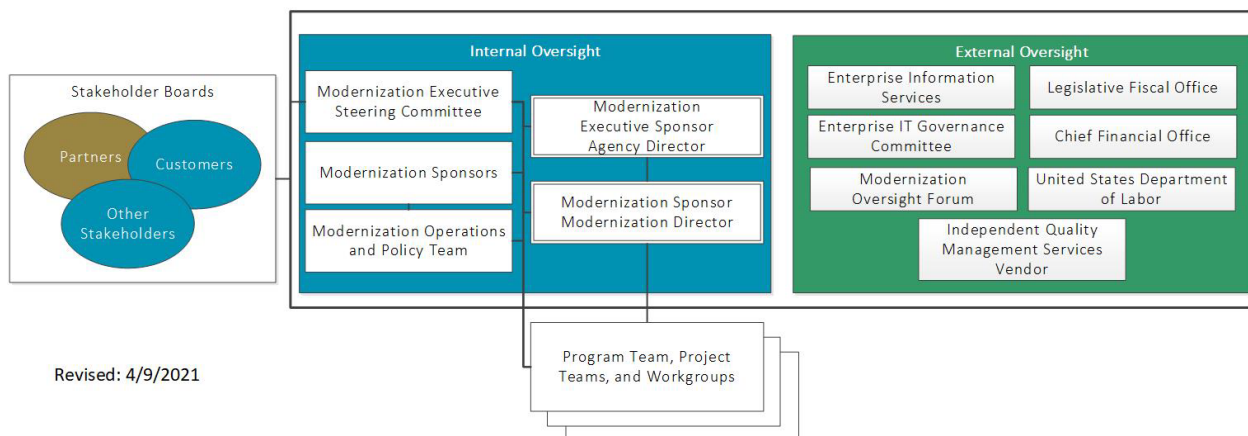 Stakeholder Boards
Partners
Customers
Other
Stakeholders
Internal Oversight
Modernization Executive
Steering Committee
Modernization Sponsors
Modernization Operations
and Policy Team
Modernization
Executive Sponsor
Agency Director
Modernization Sponsor
Modernization Director
External Oversight
Enterprise Information
Services
Legislative Fiscal Office
Enterprise IT Governance
Committee
Chief Financial Office
Modernization
Oversight Forum
United States Department
of Labor
Independent Quality
Management Services
Vendor
Program Team, Project
Teams, and Workgroups
Revised: 4/9/2021